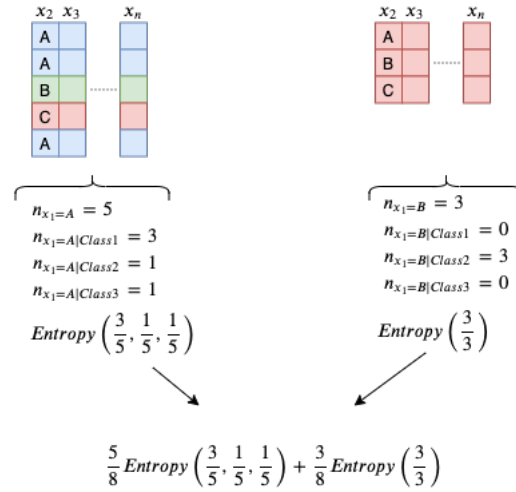 x₂ x₃ xₙ
A
A
B
C
A
x₂ x₃ xₙ
A
B
C
n_{x₁=A} = 5
n_{x₁=A|Class1} = 3
n_{x₁=A|Class2} = 1
n_{x₁=A|Class3} = 1
Entropy(3/5, 1/5, 1/5)
n_{x₁=B} = 3
n_{x₁=B|Class1} = 0
n_{x₁=B|Class2} = 3
n_{x₁=B|Class3} = 0
Entropy(3/3)
5/8 Entropy(3/5, 1/5, 1/5) + 3/8 Entropy(3/3)